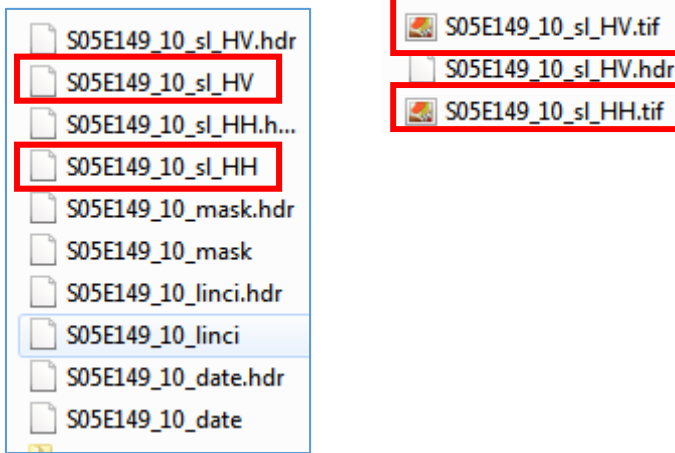 S05E149_10_sl_HV.hdr
S05E149_10_sl_HV
S05E149_10_sl_HH.h...
S05E149_10_sl_HH
S05E149_10_mask.hdr
S05E149_10_mask
S05E149_10_linci.hdr
S05E149_10_linci
S05E149_10_date.hdr
S05E149_10_date
S05E149_10_sl_HV.tif
S05E149_10_sl_HV.hdr
S05E149_10_sl_HH.tif